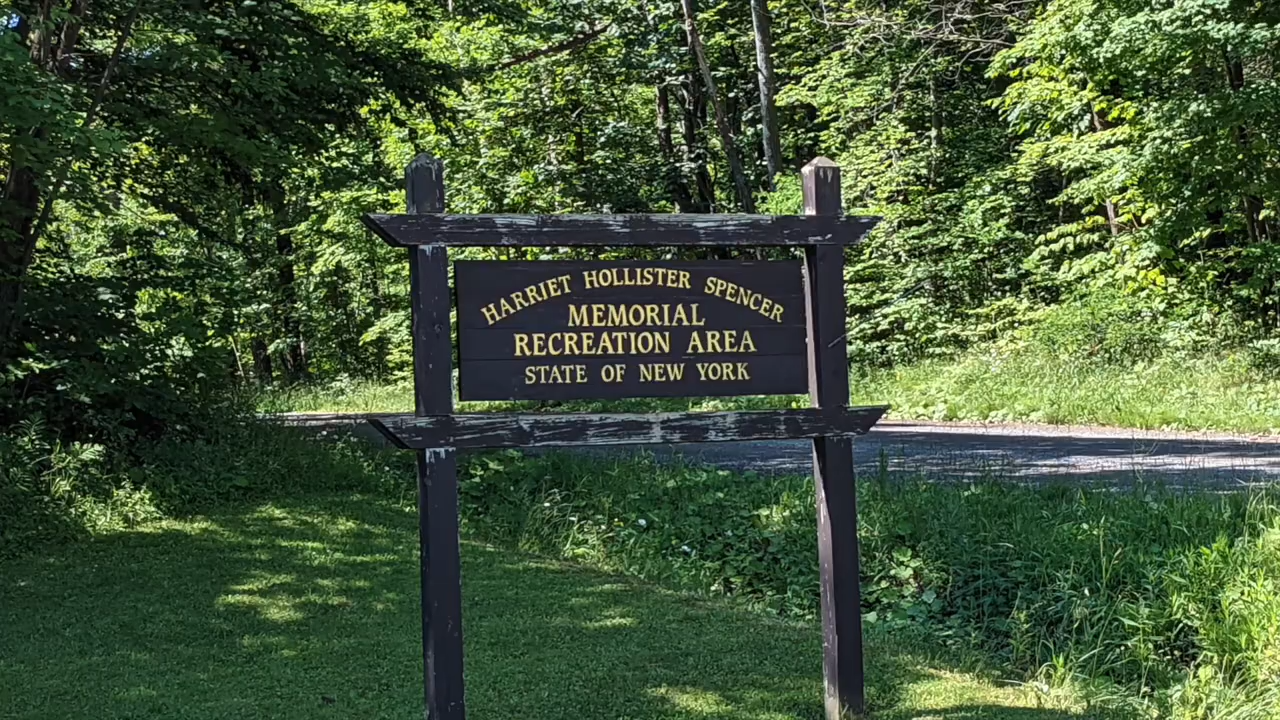 HARRIET HOLLISTER SPENCER
MEMORIAL
RECREATION AREA
STATE OF NEW YORK